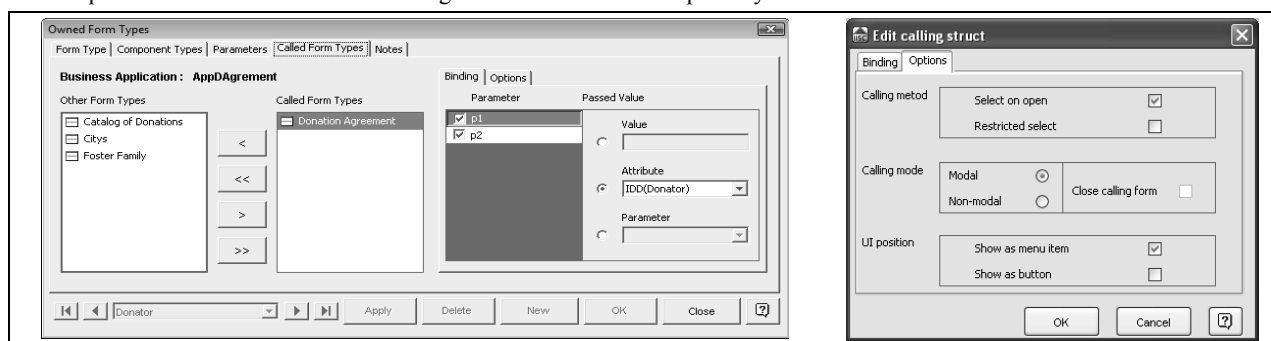 Owned Form Types
Form Type Component Types Parameters Called Form Types Notes
Business Application : AppDAgrement
Other Form Types
Catalog of Donations
Citys
Foster Family
<
<<
>
>>
Called Form Types
Donation Agreement
Binding Options
Parameter Passed Value
p1
p2
Value
Attribute
IDD(Donator)
Parameter
Donator
Apply Delete New OK Close
Edit calling struct
Binding Options
Calling metod
Select on open
Restricted select
Calling mode
Modal
Non-modal
Close calling form
UI position
Show as menu item
Show as button
OK Cancel